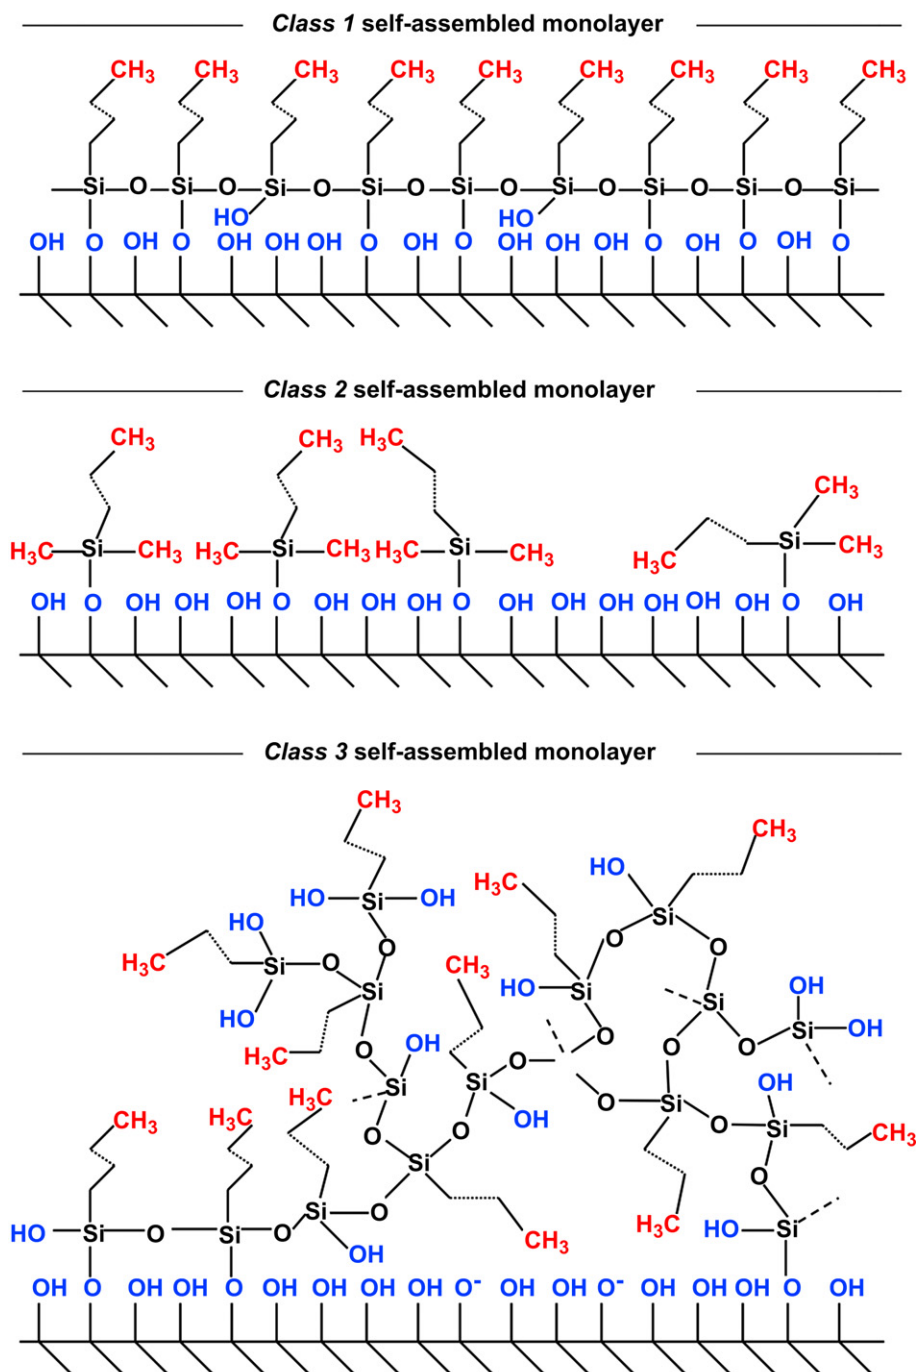 Class 1 self-assembled monolayer
CH₃ CH₃ CH₃ CH₃ CH₃ CH₃ CH₃ CH₃ CH₃
Si O Si O Si O Si O Si O Si O Si O Si O Si
HO HO
OH O OH O OH OH OH O OH O OH OH OH O OH O OH O
Class 2 self-assembled monolayer
CH₃ CH₃ H₃C
CH₃
H₃C Si CH₃ H₃C Si CH₃ H₃C Si CH₃ H₃C Si CH₃
OH O OH OH OH O OH OH OH O OH OH OH OH OH OH O OH
Class 3 self-assembled monolayer
CH₃
CH₃
HO
H₃C
HO Si OH
Si
HO
O O O
H₃C Si O
Si HO Si Si OH
HO Si OH
O
OH
H₃C O O O O
Si Si OH
H₃C
O Si
CH₃ H₃C OH
O O O Si CH₃
Si
O
Si O
H₃C
HO Si O Si O HO Si
CH₃
OH
OH O OH OH O OH OH OH OH O⁻ OH OH O⁻ OH OH OH O OH